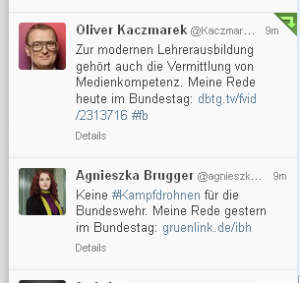 Oliver Kaczmarek @Kaczmar... 9m
Zur modernen Lehrerausbildung
gehört auch die Vermittlung von
Medienkompetenz. Meine Rede
heute im Bundestag: dbtg.tv/fvid
/2313716 #fb
Details
Agnieszka Brugger @agnieszk... 9m
Keine #Kampfdrohnen für die
Bundeswehr. Meine Rede gestern
im Bundestag: gruenlink.de/ibh
Details